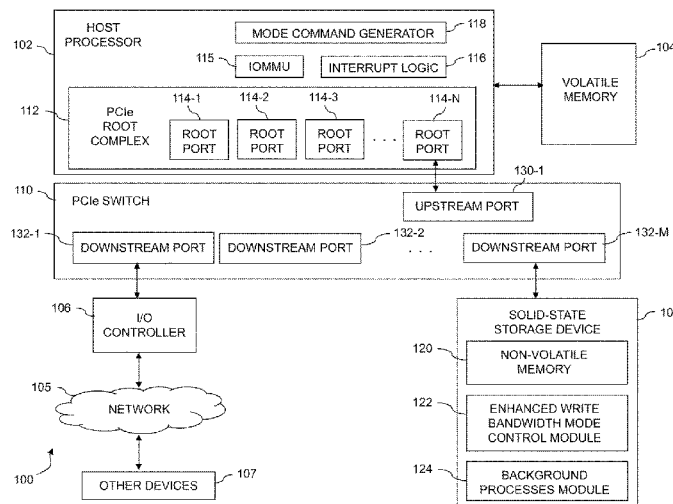 HOST
PROCESSOR
102
MODE COMMAND GENERATOR
118
115
IOMMU
INTERRUPT LOGIC
116
104
VOLATILE
MEMORY
112
PCIe
ROOT
COMPLEX
114-1
114-2
114-3
114-N
ROOT
PORT
ROOT
PORT
ROOT
PORT
. . .
ROOT
PORT
110
PCIe SWITCH
130-1
UPSTREAM PORT
132-1
DOWNSTREAM PORT
DOWNSTREAM PORT
132-2
. . .
DOWNSTREAM PORT
132-M
106
I/O
CONTROLLER
105
NETWORK
100
OTHER DEVICES
107
SOLID-STATE
STORAGE DEVICE
120
NON-VOLATILE
MEMORY
122
ENHANCED WRITE
BANDWIDTH MODE
CONTROL MODULE
124
BACKGROUND
PROCESSES MODULE